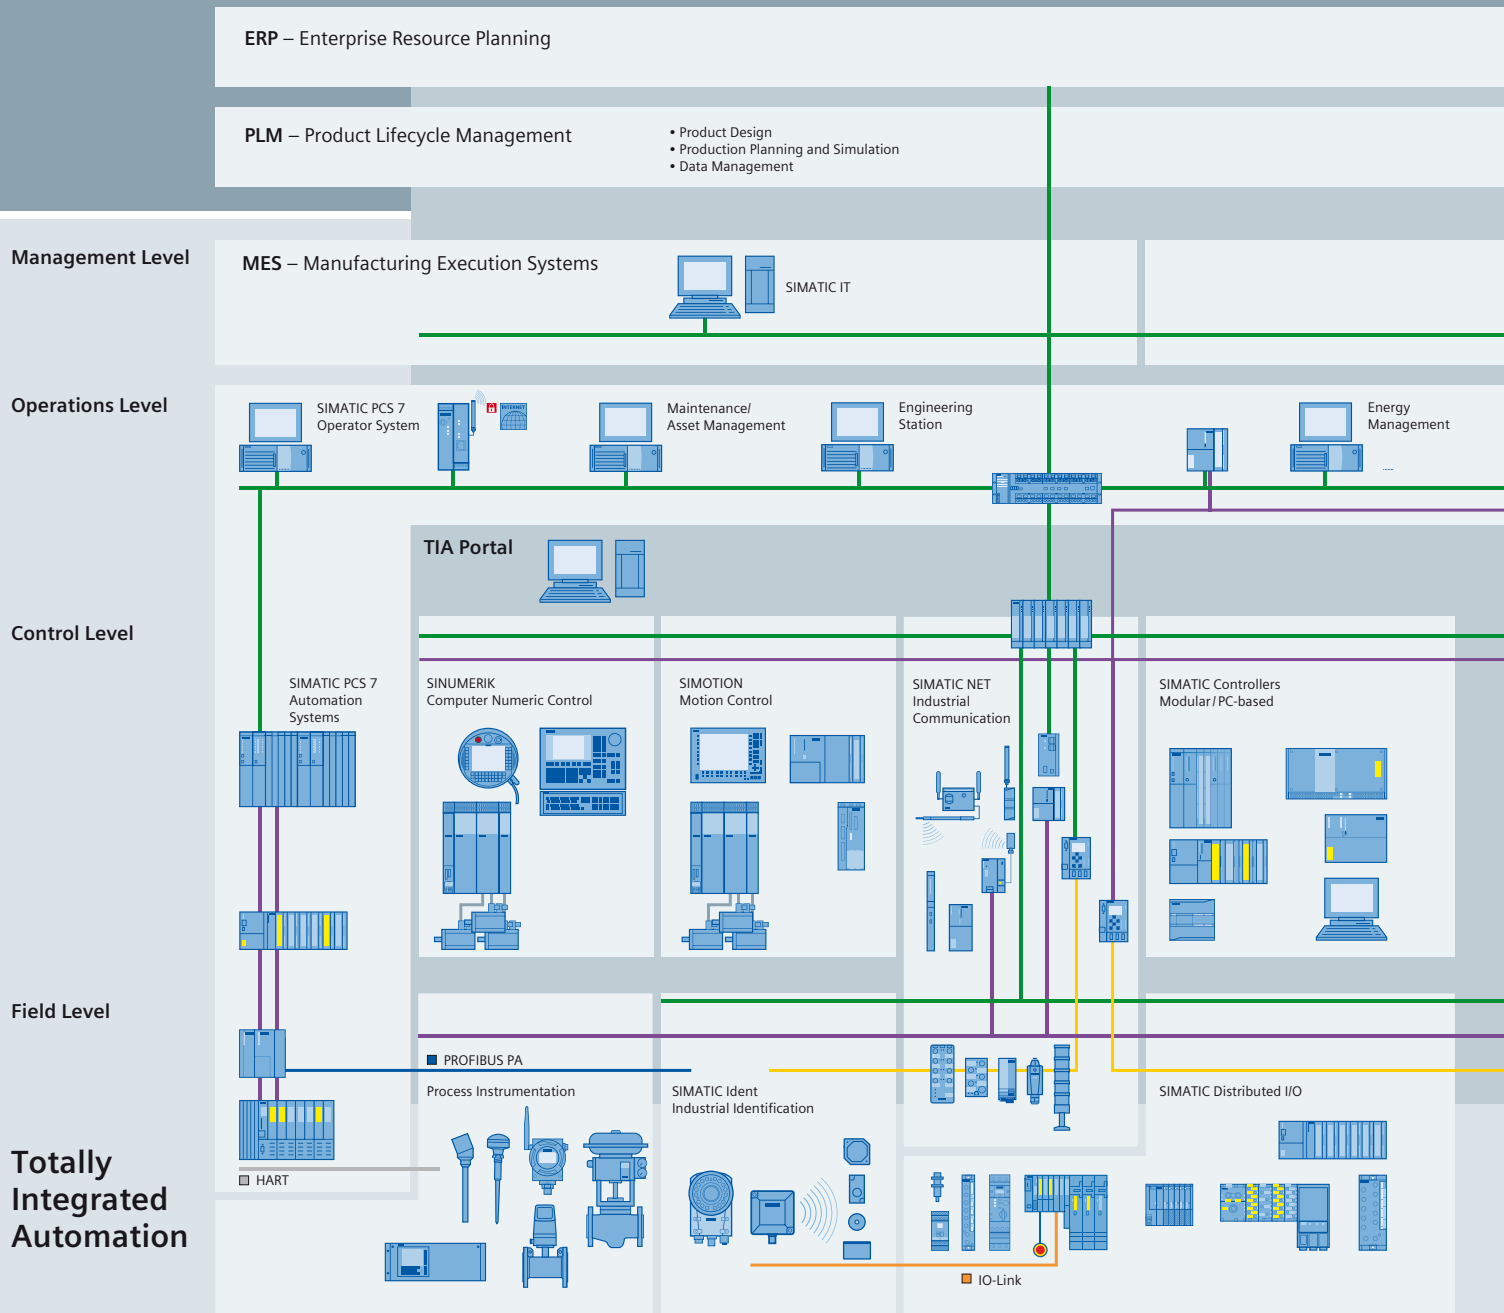 ERP – Enterprise Resource Planning
PLM – Product Lifecycle Management
• Product Design
• Production Planning and Simulation
• Data Management
Management Level
MES – Manufacturing Execution Systems
SIMATIC IT
Operations Level
SIMATIC PCS 7
Operator System
INTERNET
Maintenance/
Asset Management
Engineering
Station
Energy
Management
TIA Portal
Control Level
SIMATIC PCS 7
Automation
Systems
SINUMERIK
Computer Numeric Control
SIMOTION
Motion Control
SIMATIC NET
Industrial
Communication
SIMATIC Controllers
Modular/PC-based
Field Level
PROFIBUS PA
Process Instrumentation
SIMATIC Ident
Industrial Identification
SIMATIC Distributed I/O
HART
IO-Link
Totally
Integrated
Automation